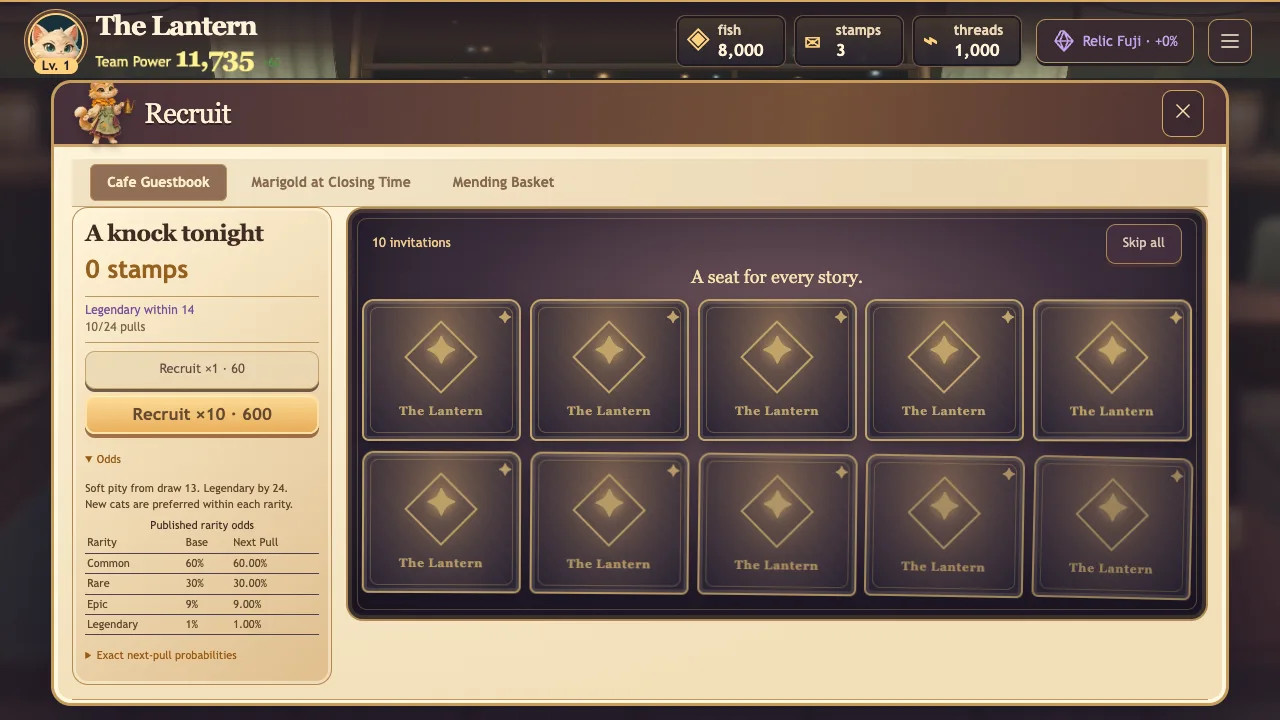 The Lantern
Team Power 11,735
Lv. 1
fish
8,000
stamps
3
threads
1,000
Relic Fuji · +0%
Recruit
Cafe Guestbook
Marigold at Closing Time
Mending Basket
A knock tonight
0 stamps
Legendary within 14
10/24 pulls
Recruit ×1 · 60
Recruit ×10 · 600
▼ Odds
Soft pity from draw 13. Legendary by 24.
New cats are preferred within each rarity.
Published rarity odds
Rarity Base Next Pull
Common 60% 60.00%
Rare 30% 30.00%
Epic 9% 9.00%
Legendary 1% 1.00%
▶ Exact next-pull probabilities
10 invitations
Skip all
A seat for every story.
The Lantern The Lantern The Lantern The Lantern The Lantern
The Lantern The Lantern The Lantern The Lantern The Lantern